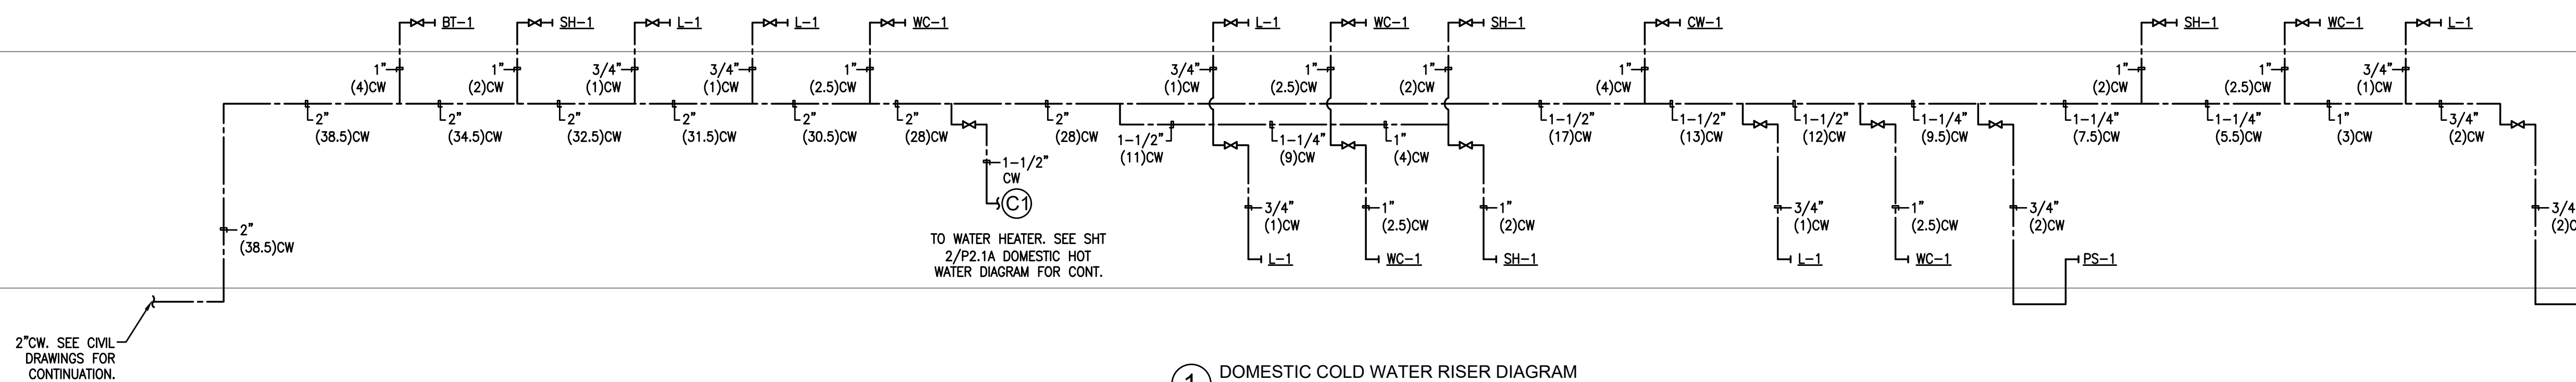 BT-1
SH-1
L-1
L-1
WC-1
L-1
WC-1
SH-1
CW-1
SH-1
WC-1
L-1
1"
(4)CW
1"
(2)CW
3/4"
(1)CW
3/4"
(1)CW
1"
(2.5)CW
3/4"
(1)CW
1"
(2.5)CW
1"
(2)CW
1"
(4)CW
1"
(2)CW
1"
(2.5)CW
3/4"
(1)CW
2"
(38.5)CW
2"
(34.5)CW
2"
(32.5)CW
2"
(31.5)CW
2"
(30.5)CW
2"
(28)CW
2"
(28)CW
1-1/2"
(11)CW
1-1/4"
(9)CW
1"
(4)CW
1-1/2"
(17)CW
1-1/2"
(13)CW
1-1/2"
(12)CW
1-1/4"
(9.5)CW
1-1/4"
(7.5)CW
1-1/4"
(5.5)CW
1"
(3)CW
3/4"
(2)CW
1-1/2"
CW
C1
TO WATER HEATER. SEE SHT
2/P2.1A DOMESTIC HOT
WATER DIAGRAM FOR CONT.
3/4"
(1)CW
1"
(2.5)CW
1"
(2)CW
3/4"
(1)CW
1"
(2.5)CW
3/4"
(2)CW
3/4
(2)C
L-1
WC-1
SH-1
L-1
WC-1
PS-1
2"
(38.5)CW
2"CW. SEE CIVIL
DRAWINGS FOR
CONTINUATION.
1 DOMESTIC COLD WATER RISER DIAGRAM